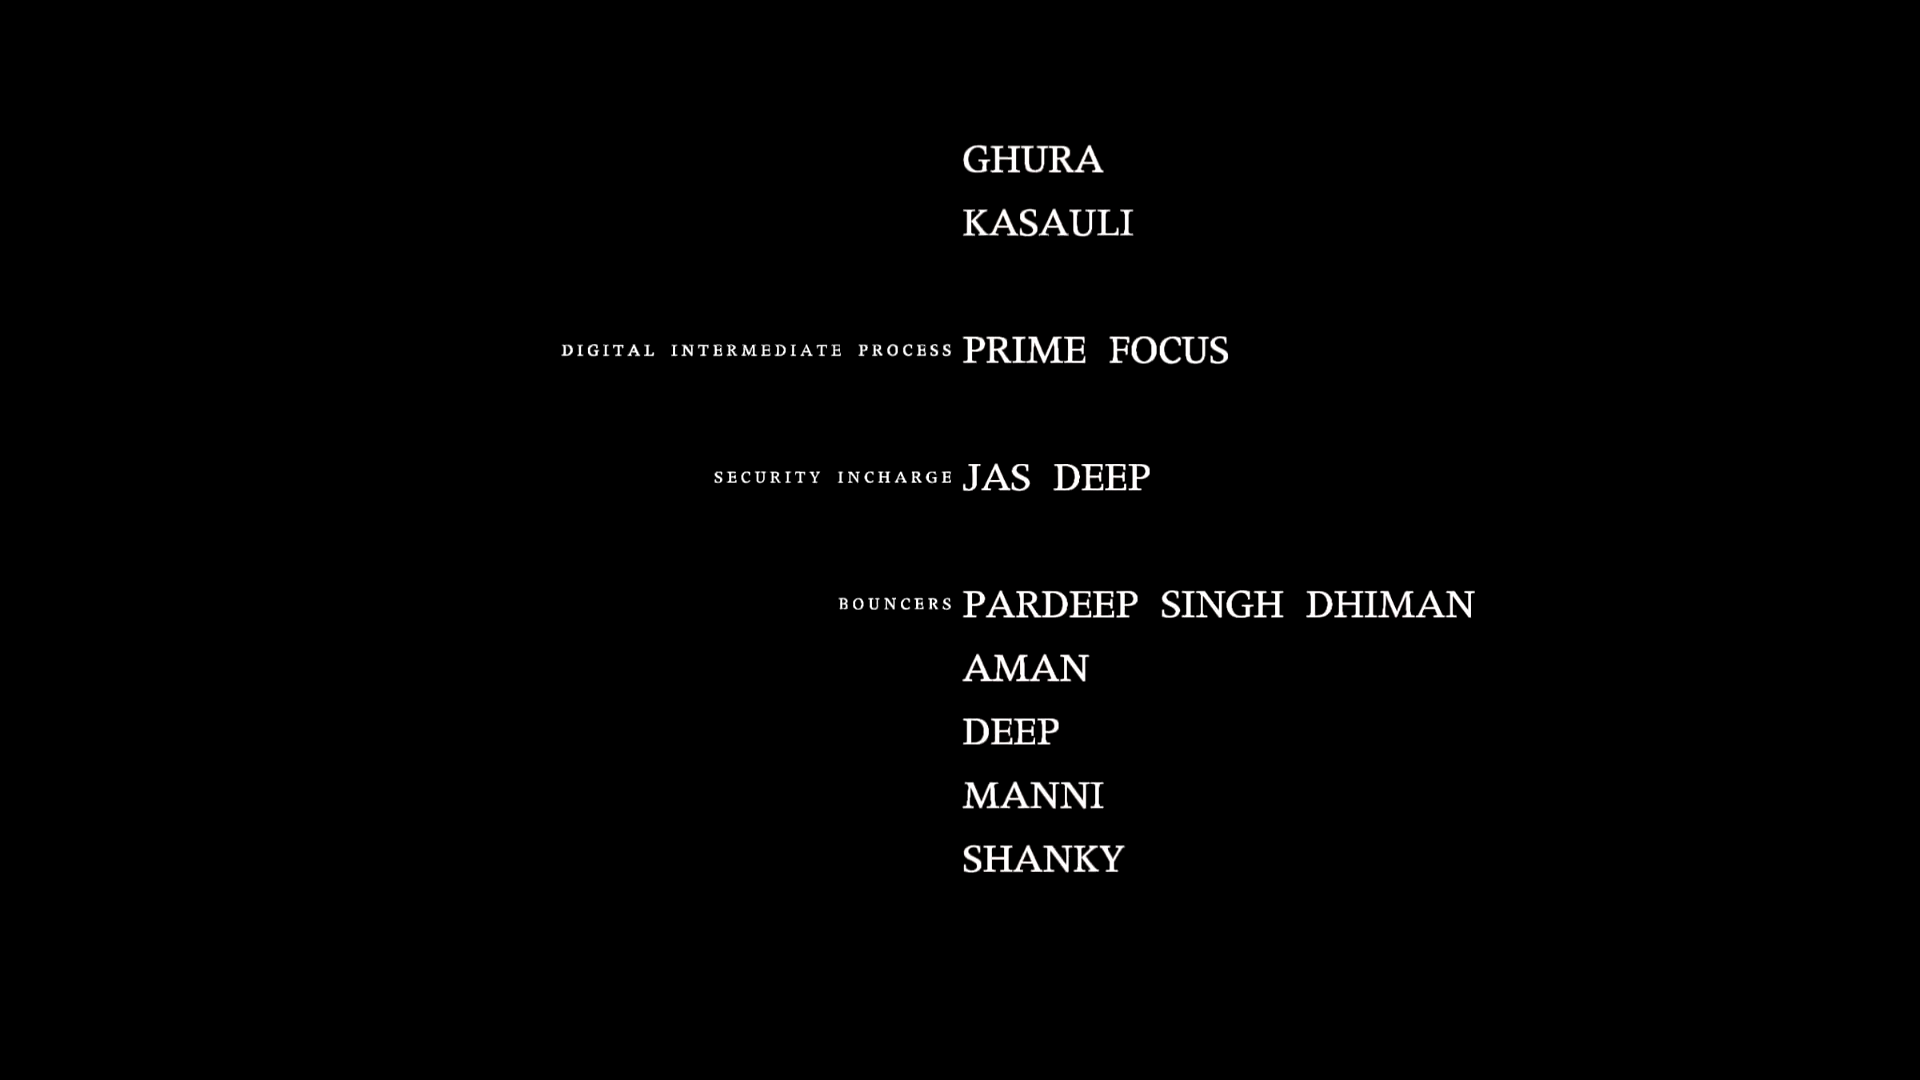 GHURA
KASAULI
DIGITAL INTERMEDIATE PROCESS PRIME FOCUS
SECURITY INCHARGE JAS DEEP
BOUNCERS PARDEEP SINGH DHIMAN
AMAN
DEEP
MANNI
SHANKY